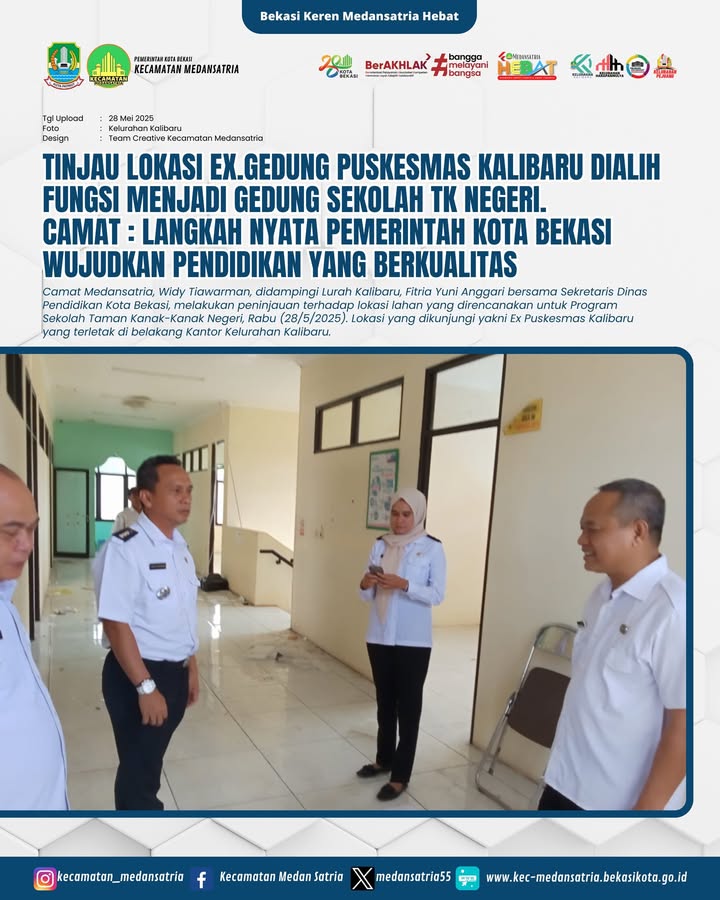 Bekasi Keren Medansatria Hebat
PEMERINTAH KOTA BEKASI
KECAMATAN MEDANSATRIA
KECAMATAN
MEDANSATRIA
KOTA
BEKASI
BerAKHLAK
#bangga
melayani
bangsa
MEDANSATRIA
HEBAT
Tgl Upload : 28 Mei 2025
Foto : Kelurahan Kalibaru
Design : Team Creative Kecamatan Medansatria
TINJAU LOKASI EX.GEDUNG PUSKESMAS KALIBARU DIALIH
FUNGSI MENJADI GEDUNG SEKOLAH TK NEGERI.
CAMAT : LANGKAH NYATA PEMERINTAH KOTA BEKASI
WUJUDKAN PENDIDIKAN YANG BERKUALITAS
Camat Medansatria, Widy Tiawarman, didampingi Lurah Kalibaru, Fitria Yuni Anggari bersama Sekretaris Dinas
Pendidikan Kota Bekasi, melakukan peninjauan terhadap lokasi lahan yang direncanakan untuk Program
Sekolah Taman Kanak-Kanak Negeri, Rabu (28/5/2025). Lokasi yang dikunjungi yakni Ex Puskesmas Kalibaru
yang terletak di belakang Kantor Kelurahan Kalibaru.
kecamatan_medansatria
Kecamatan Medan Satria
medansatria55
www.kec-medansatria.bekasikota.go.id